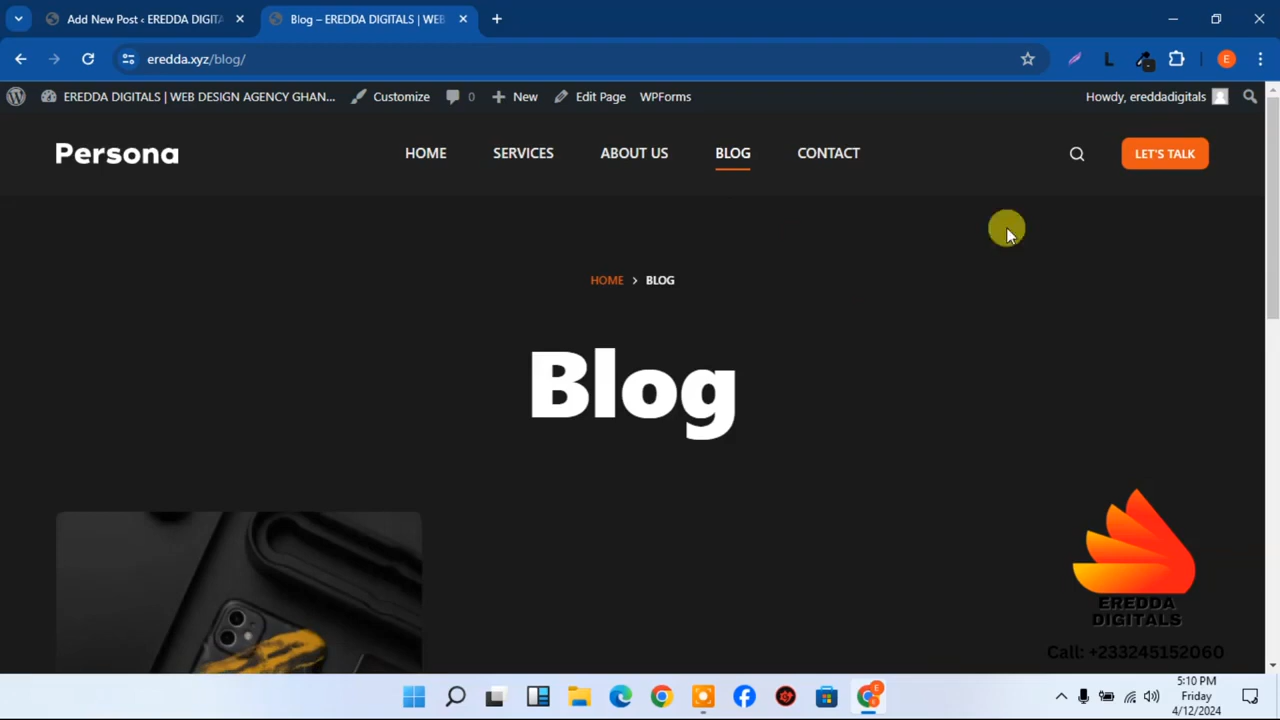 Add New Post ‹ EREDDA DIGITA
Blog – EREDDA DIGITALS | WEB
eredda.xyz/blog/
E
EREDDA DIGITALS | WEB DESIGN AGENCY GHAN...
Customize
0
New
Edit Page
WPForms
Howdy, ereddadigitals
Persona
HOME
SERVICES
ABOUT US
BLOG
CONTACT
LET'S TALK
HOME > BLOG
Blog
EREDDA
DIGITALS
Call: +233245152060
5:10 PM
Friday
4/12/2024